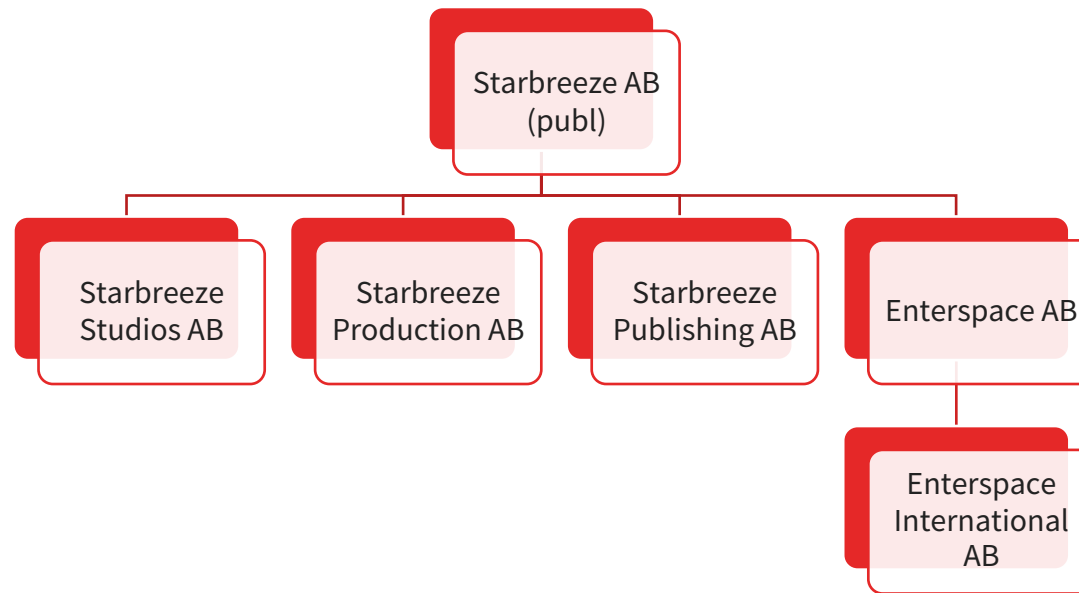 Starbreeze AB
(publ)
Starbreeze
Studios AB
Starbreeze
Production AB
Starbreeze
Publishing AB
Enterspace AB
Enterspace
International
AB